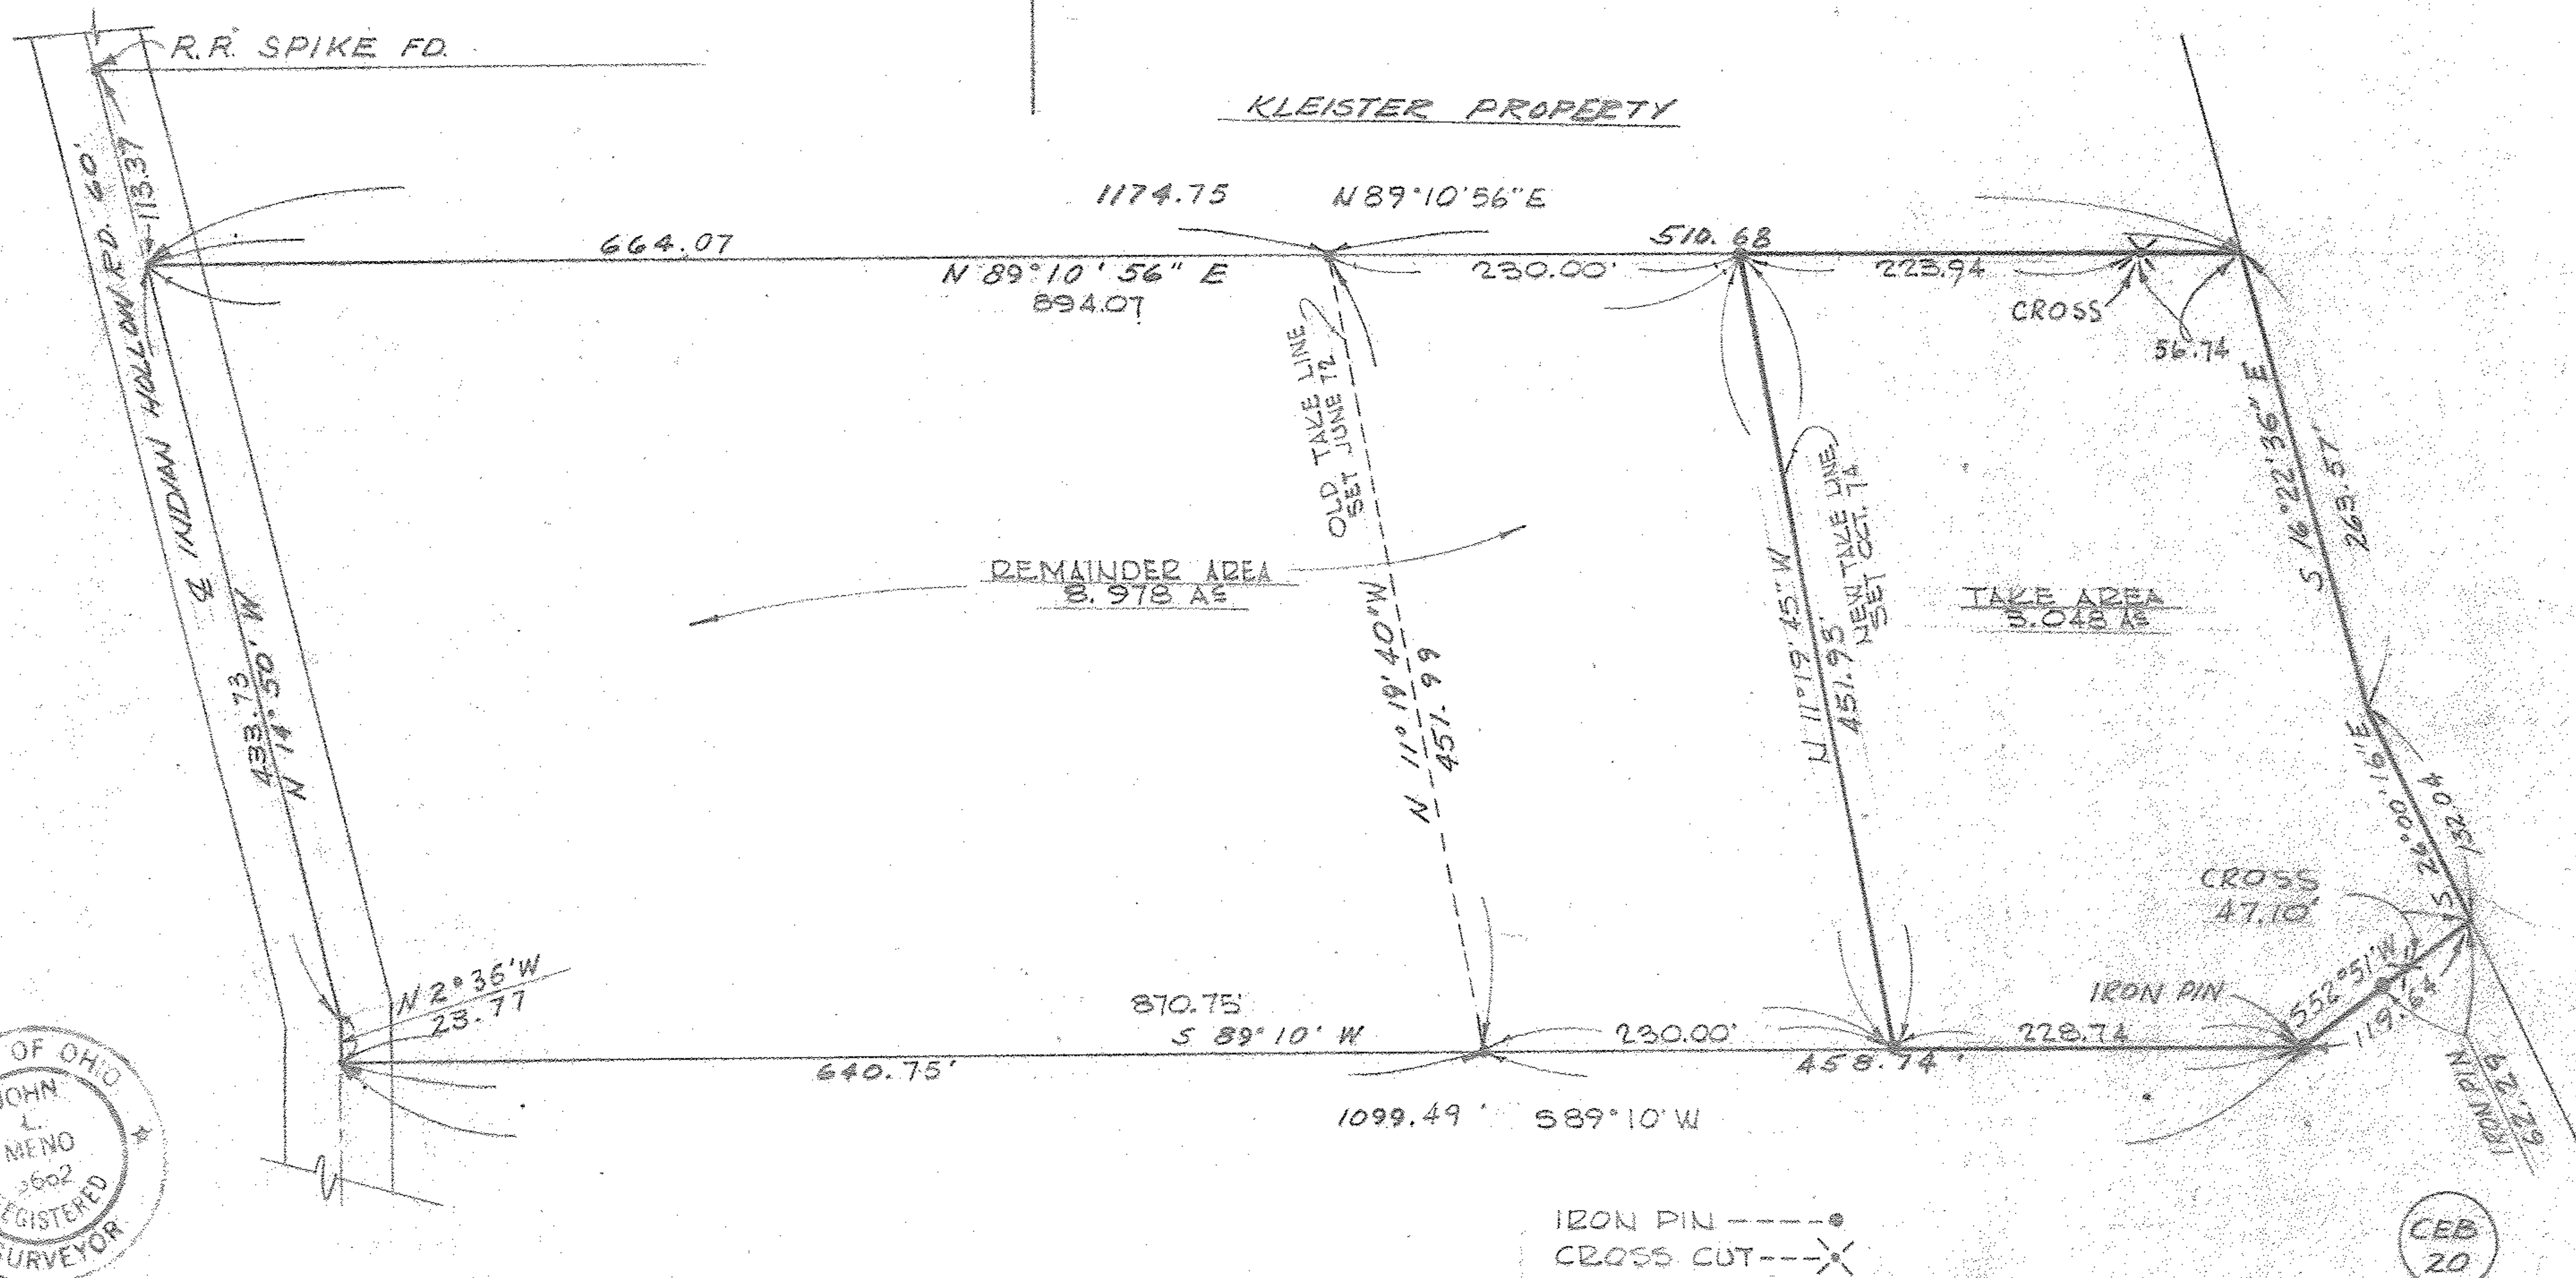 R.R. SPIKE FD.
KLEISTER PROPERTY
1174.75 N 89°10'56" E
113.37
℄ INDIAN HOLLOW RD. 60'
664.07
N 89°10'56" E
894.07
510.68
230.00'
223.94
CROSS
56.74
OLD TAKE LINE
SET JUNE 72
N 11°19'40" W
451.99
N 11°19'45" W
451.95'
NEW TAKE LINE
SET OCT. 74
S 16°22'36" E
263.57'
REMAINDER AREA
8.978 AS
TAKE AREA
5.048 AS
433.73
N 14°50' W
S 26°00'16" E
132.04
CROSS
47.10'
N 2°36' W
23.77
870.75'
S 89°10' W
640.75'
230.00'
458.74'
228.74
IRON PIN
S52°51'W
119.64
IRON PIN
62.29
1099.49' S89°10'W
OF OHIO
JOHN
L.
MENO
REGISTERED
SURVEYOR
IRON PIN ----●
CROSS CUT---
CEB
20